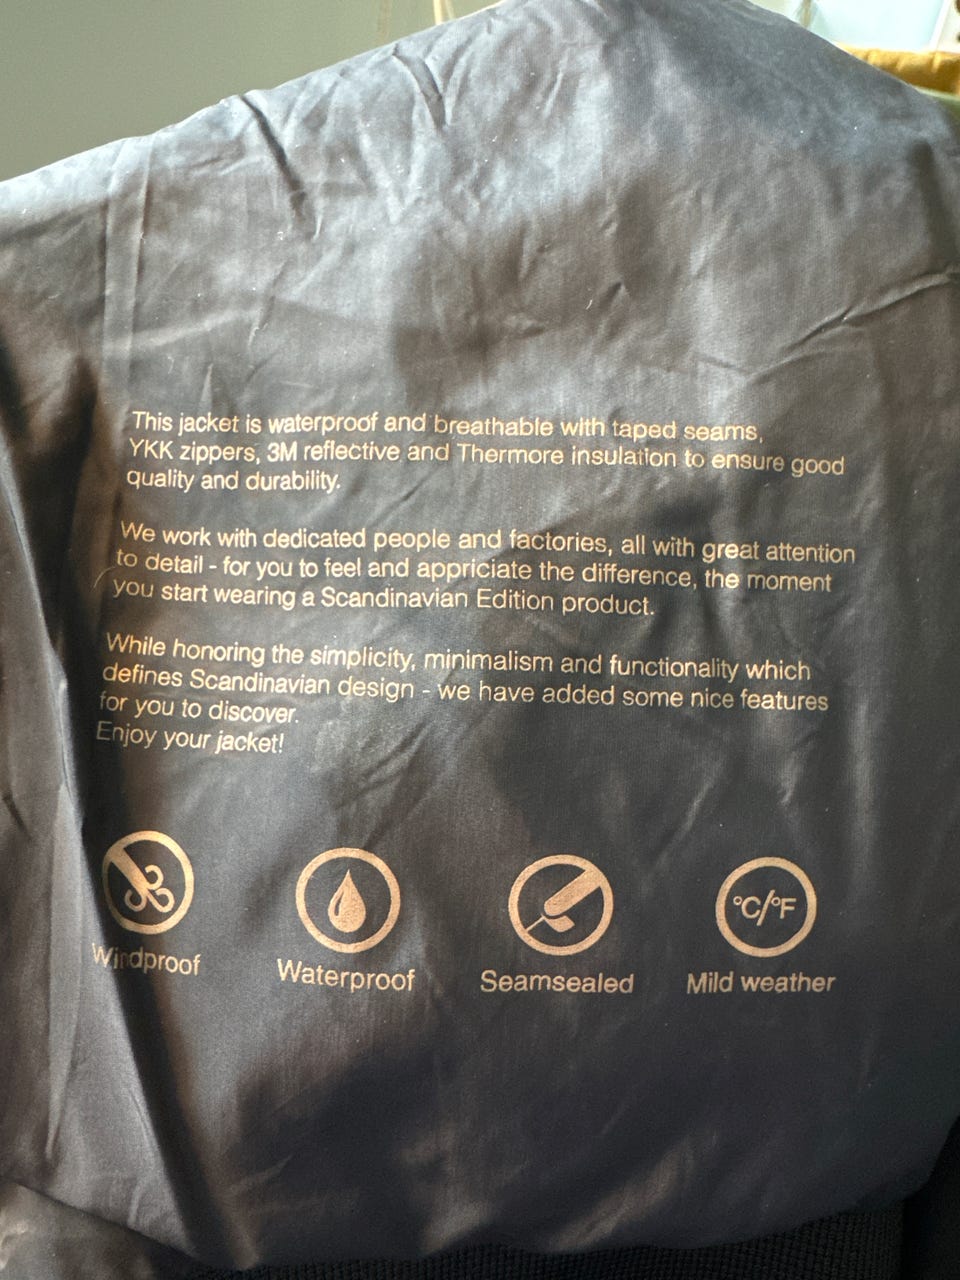 This jacket is waterproof and breathable with taped seams,
YKK zippers, 3M reflective and Thermore insulation to ensure good
quality and durability.
We work with dedicated people and factories, all with great attention
to detail - for you to feel and appriciate the difference, the moment
you start wearing a Scandinavian Edition product.
While honoring the simplicity, minimalism and functionality which
defines Scandinavian design - we have added some nice features
for you to discover.
Enjoy your jacket!
°C/°F
Windproof
Waterproof
Seamsealed
Mild weather